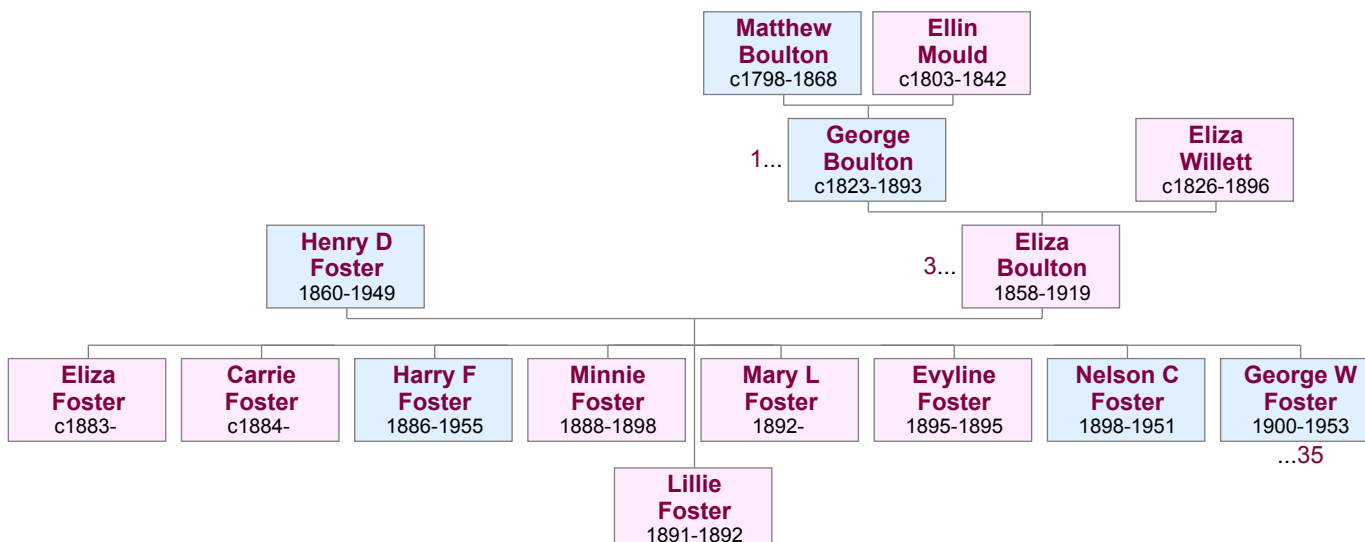 Matthew
Boulton
c1798-1868
Ellin
Mould
c1803-1842
1...
George
Boulton
c1823-1893
Eliza
Willett
c1826-1896
Henry D
Foster
1860-1949
3...
Eliza
Boulton
1858-1919
Eliza
Foster
c1883-
Carrie
Foster
c1884-
Harry F
Foster
1886-1955
Minnie
Foster
1888-1898
Mary L
Foster
1892-
Evyline
Foster
1895-1895
Nelson C
Foster
1898-1951
George W
Foster
1900-1953
...35
Lillie
Foster
1891-1892